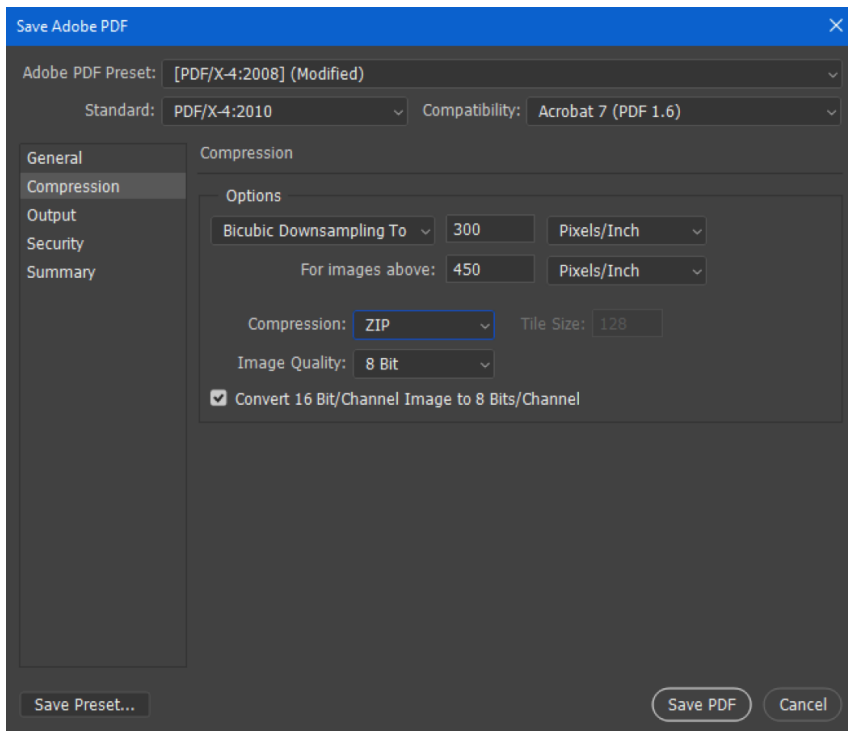 Save Adobe PDF
Adobe PDF Preset: [PDF/X-4:2008] (Modified)
Standard: PDF/X-4:2010 Compatibility: Acrobat 7 (PDF 1.6)
General
Compression
Output
Security
Summary
Compression
Options
Bicubic Downsampling To 300 Pixels/Inch
For images above: 450 Pixels/Inch
Compression: ZIP Tile Size: 128
Image Quality: 8 Bit
Convert 16 Bit/Channel Image to 8 Bits/Channel
Save Preset... Save PDF Cancel